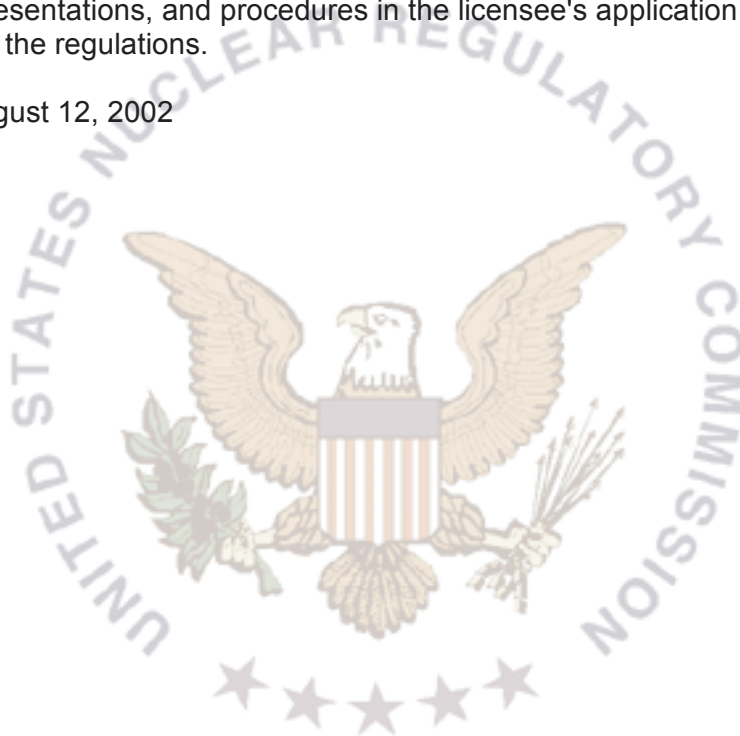 esentations, and procedures in the licensee's application
the regulations.
gust 12, 2002
UNITED STATES NUCLEAR REGULATORY COMMISSION